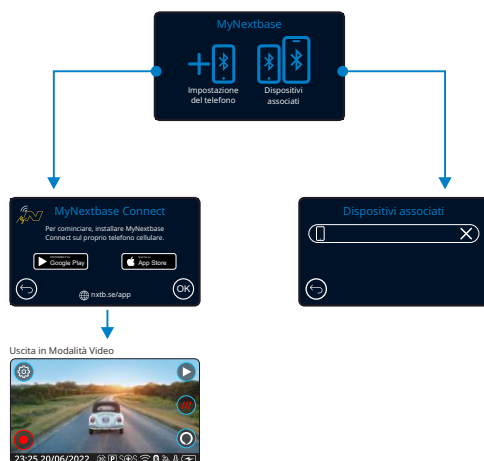 MyNextbase
Impostazione
del telefono
Dispositivi
associati
MyNextbase Connect
Per cominciare, installare MyNextbase
Connect sul proprio telefono cellulare.
Google Play
App Store
nxtb.se/app
OK
Dispositivi associati
Uscita in Modalità Video
23:25 20/06/2022